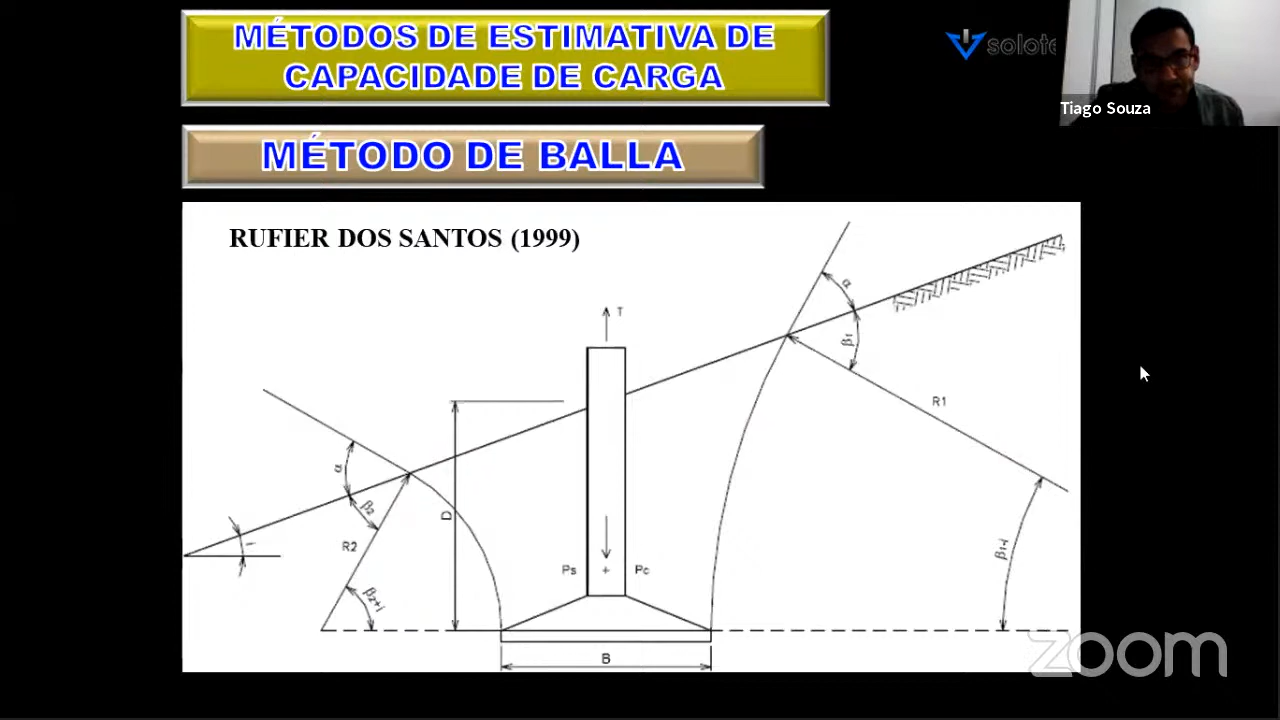 MÉTODOS DE ESTIMATIVA DE
CAPACIDADE DE CARGA
solote
Tiago Souza
MÉTODO DE BALLA
RUFIER DOS SANTOS (1999)
T
α
β1
R1
α
β2
D
R2
i
Ps + Pc
β1-i
β2+i
B
zoom